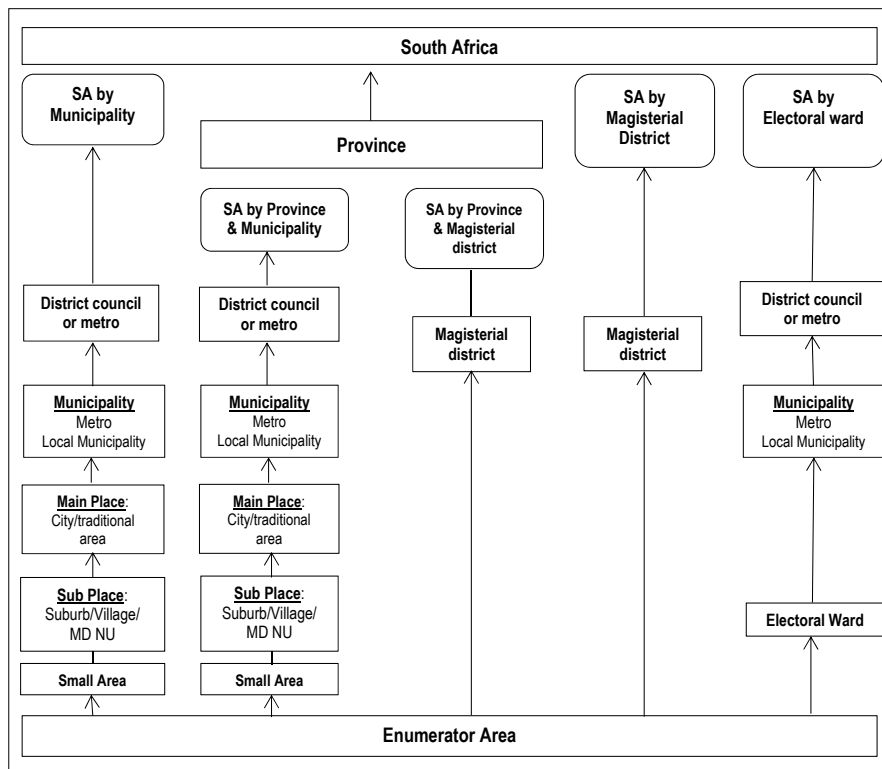 South Africa
SA by
Municipality
District council
or metro
Municipality
Metro
Local Municipality
Main Place:
City/traditional
area
Sub Place:
Suburb/Village/
MD NU
Small Area
Province
SA by Province
& Municipality
District council
or metro
Municipality
Metro
Local Municipality
Main Place:
City/traditional
area
Sub Place:
Suburb/Village/
MD NU
Small Area
SA by Province
& Magisterial
district
Magisterial
district
SA by
Magisterial
District
Magisterial
district
SA by
Electoral ward
District council
or metro
Municipality
Metro
Local Municipality
Electoral Ward
Enumerator Area